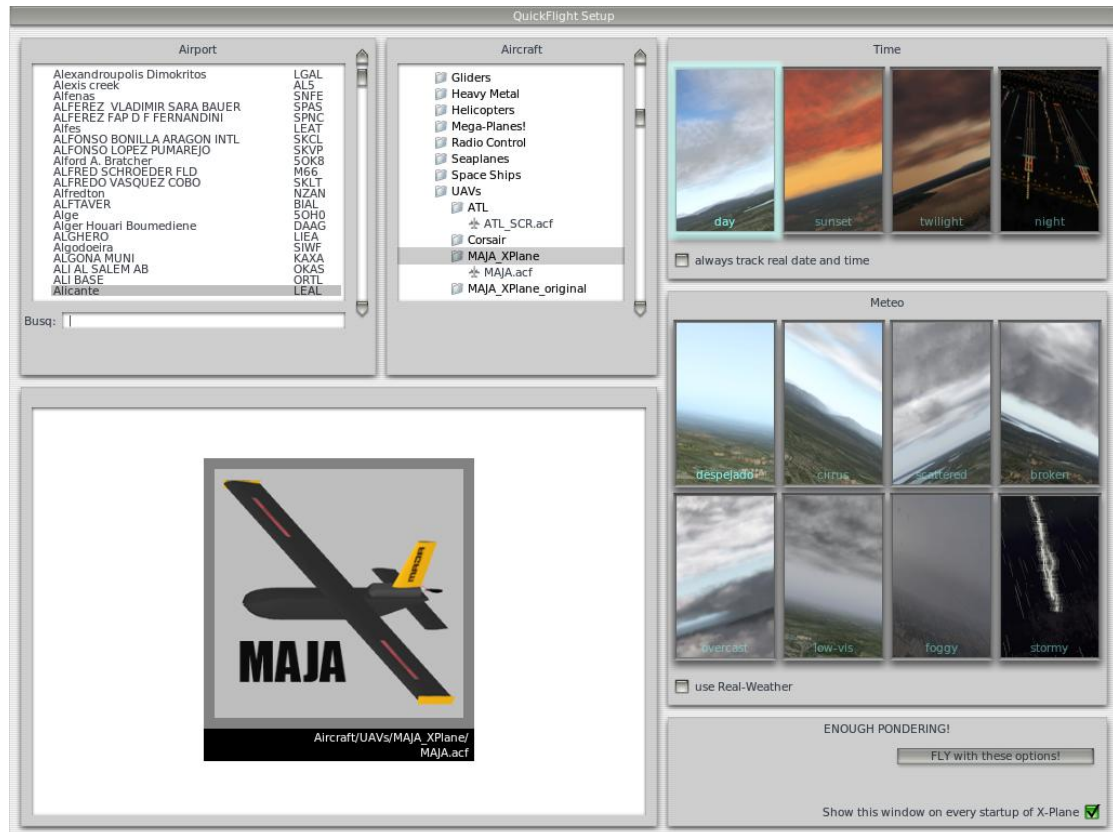 QuickFlight Setup
Airport
Alexandroupolis Dimokritos LGAL
Alexis creek AL5
Alfenas SNFE
ALFEREZ VLADIMIR SARA BAUER SPAS
ALFEREZ FAP D F FERNANDINI SPNC
Alfes LEAT
ALFONSO BONILLA ARAGON INTL SKCL
ALFONSO LOPEZ PUMAREJO SKVP
Alford A. Bratcher 5OK8
ALFRED SCHROEDER FLD M66
ALFREDO VASQUEZ COBO SKLT
Alfredton NZAN
ALFTAVER BIAL
Alge 5OH0
Alger Houari Boumediene DAAG
ALGHERO LIEA
Algodoeira SIWF
ALGONA MUNI KAXA
ALI AL SALEM AB OKAS
ALI BASE ORTL
Alicante LEAL
Busq:
Aircraft
Gliders
Heavy Metal
Helicopters
Mega-Planes!
Radio Control
Seaplanes
Space Ships
UAVs
ATL
ATL_SCR.acf
Corsair
MAJA_XPlane
MAJA.acf
MAJA_XPlane_original
Time
day sunset twilight night
always track real date and time
Meteo
despejado cirrus scattered broken
overcast low-vis foggy stormy
use Real-Weather
MAJA
Aircraft/UAVs/MAJA_XPlane/
MAJA.acf
ENOUGH PONDERING!
FLY with these options!
Show this window on every startup of X-Plane